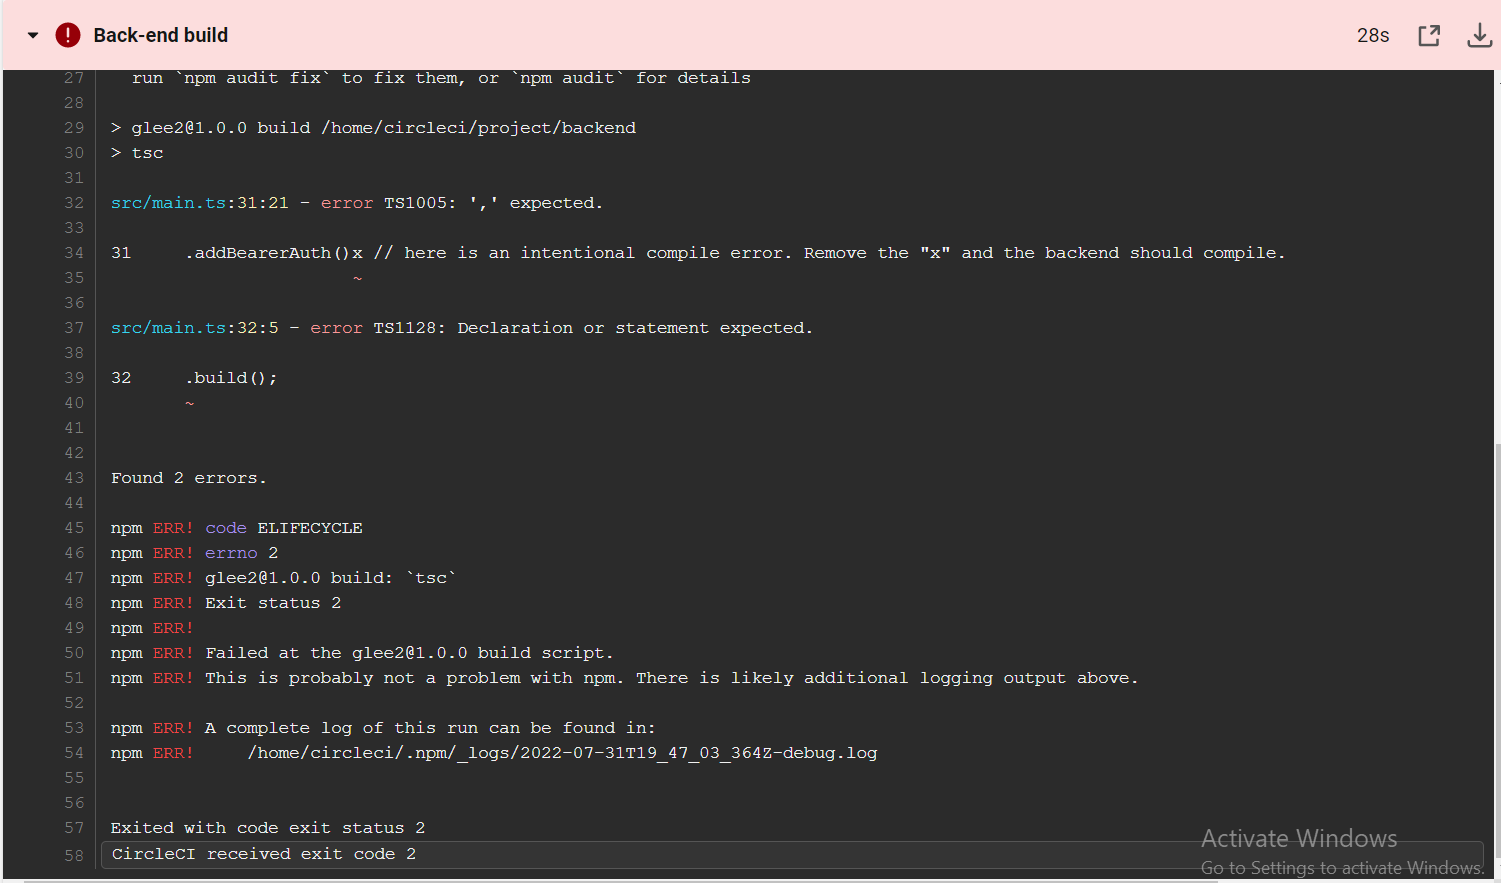 Back-end build 28s
27 run `npm audit fix` to fix them, or `npm audit` for details
28
29 > glee2@1.0.0 build /home/circleci/project/backend
30 > tsc
31
32 src/main.ts:31:21 - error TS1005: ',' expected.
33
34 31 .addBearerAuth()x // here is an intentional compile error. Remove the "x" and the backend should compile.
35 ~
36
37 src/main.ts:32:5 - error TS1128: Declaration or statement expected.
38
39 32 .build();
40 ~
41
42
43 Found 2 errors.
44
45 npm ERR! code ELIFECYCLE
46 npm ERR! errno 2
47 npm ERR! glee2@1.0.0 build: `tsc`
48 npm ERR! Exit status 2
49 npm ERR!
50 npm ERR! Failed at the glee2@1.0.0 build script.
51 npm ERR! This is probably not a problem with npm. There is likely additional logging output above.
52
53 npm ERR! A complete log of this run can be found in:
54 npm ERR! /home/circleci/.npm/_logs/2022-07-31T19_47_03_364Z-debug.log
55
56
57 Exited with code exit status 2
58 CircleCI received exit code 2
Activate Windows
Go to Settings to activate Windows.